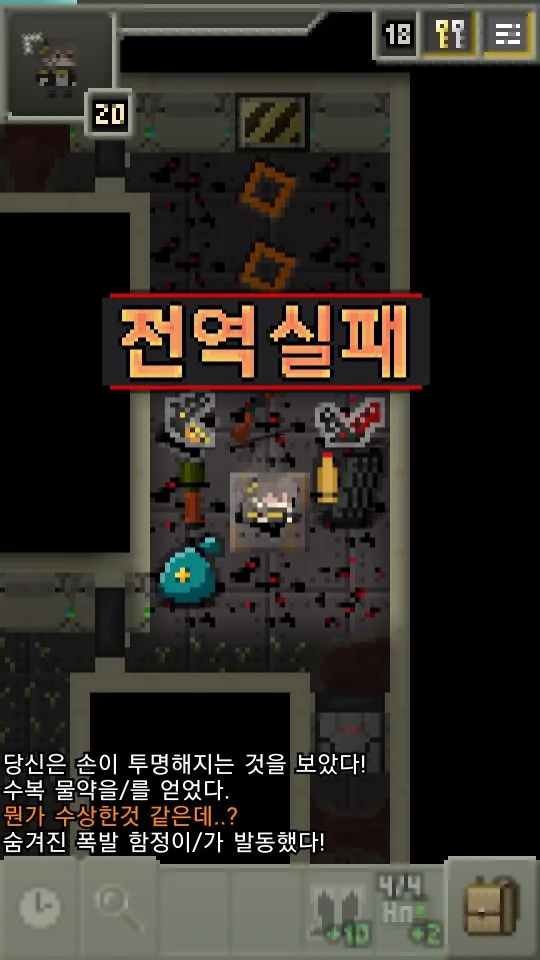 18
20
전역 실패
당신은 손이 투명해지는 것을 보았다!
수복 물약을/를 얻었다.
뭔가 수상한것 같은데..?
숨겨진 폭발 함정이/가 발동했다!
4/4
+10
+2